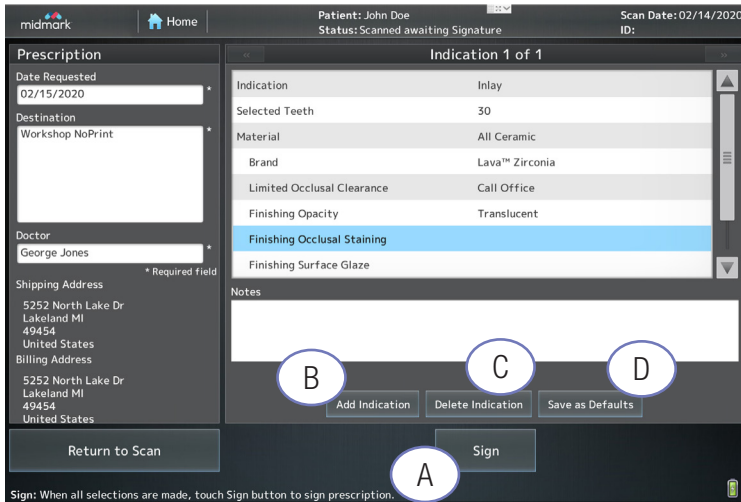 midmark
Home
Patient: John Doe
Status: Scanned awaiting Signature
Scan Date: 02/14/2020
ID:
Prescription
Date Requested
02/15/2020 *
Destination
Workshop NoPrint *
Doctor
George Jones *
* Required field
Shipping Address
5252 North Lake Dr
Lakeland MI
49454
United States
Billing Address
5252 North Lake Dr
Lakeland MI
49454
United States
« Indication 1 of 1 »
Indication Inlay
Selected Teeth 30
Material All Ceramic
Brand Lava™ Zirconia
Limited Occlusal Clearance Call Office
Finishing Opacity Translucent
Finishing Occlusal Staining
Finishing Surface Glaze
Notes
B
C
D
Add Indication
Delete Indication
Save as Defaults
Return to Scan
A
Sign
Sign: When all selections are made, touch Sign button to sign prescription.